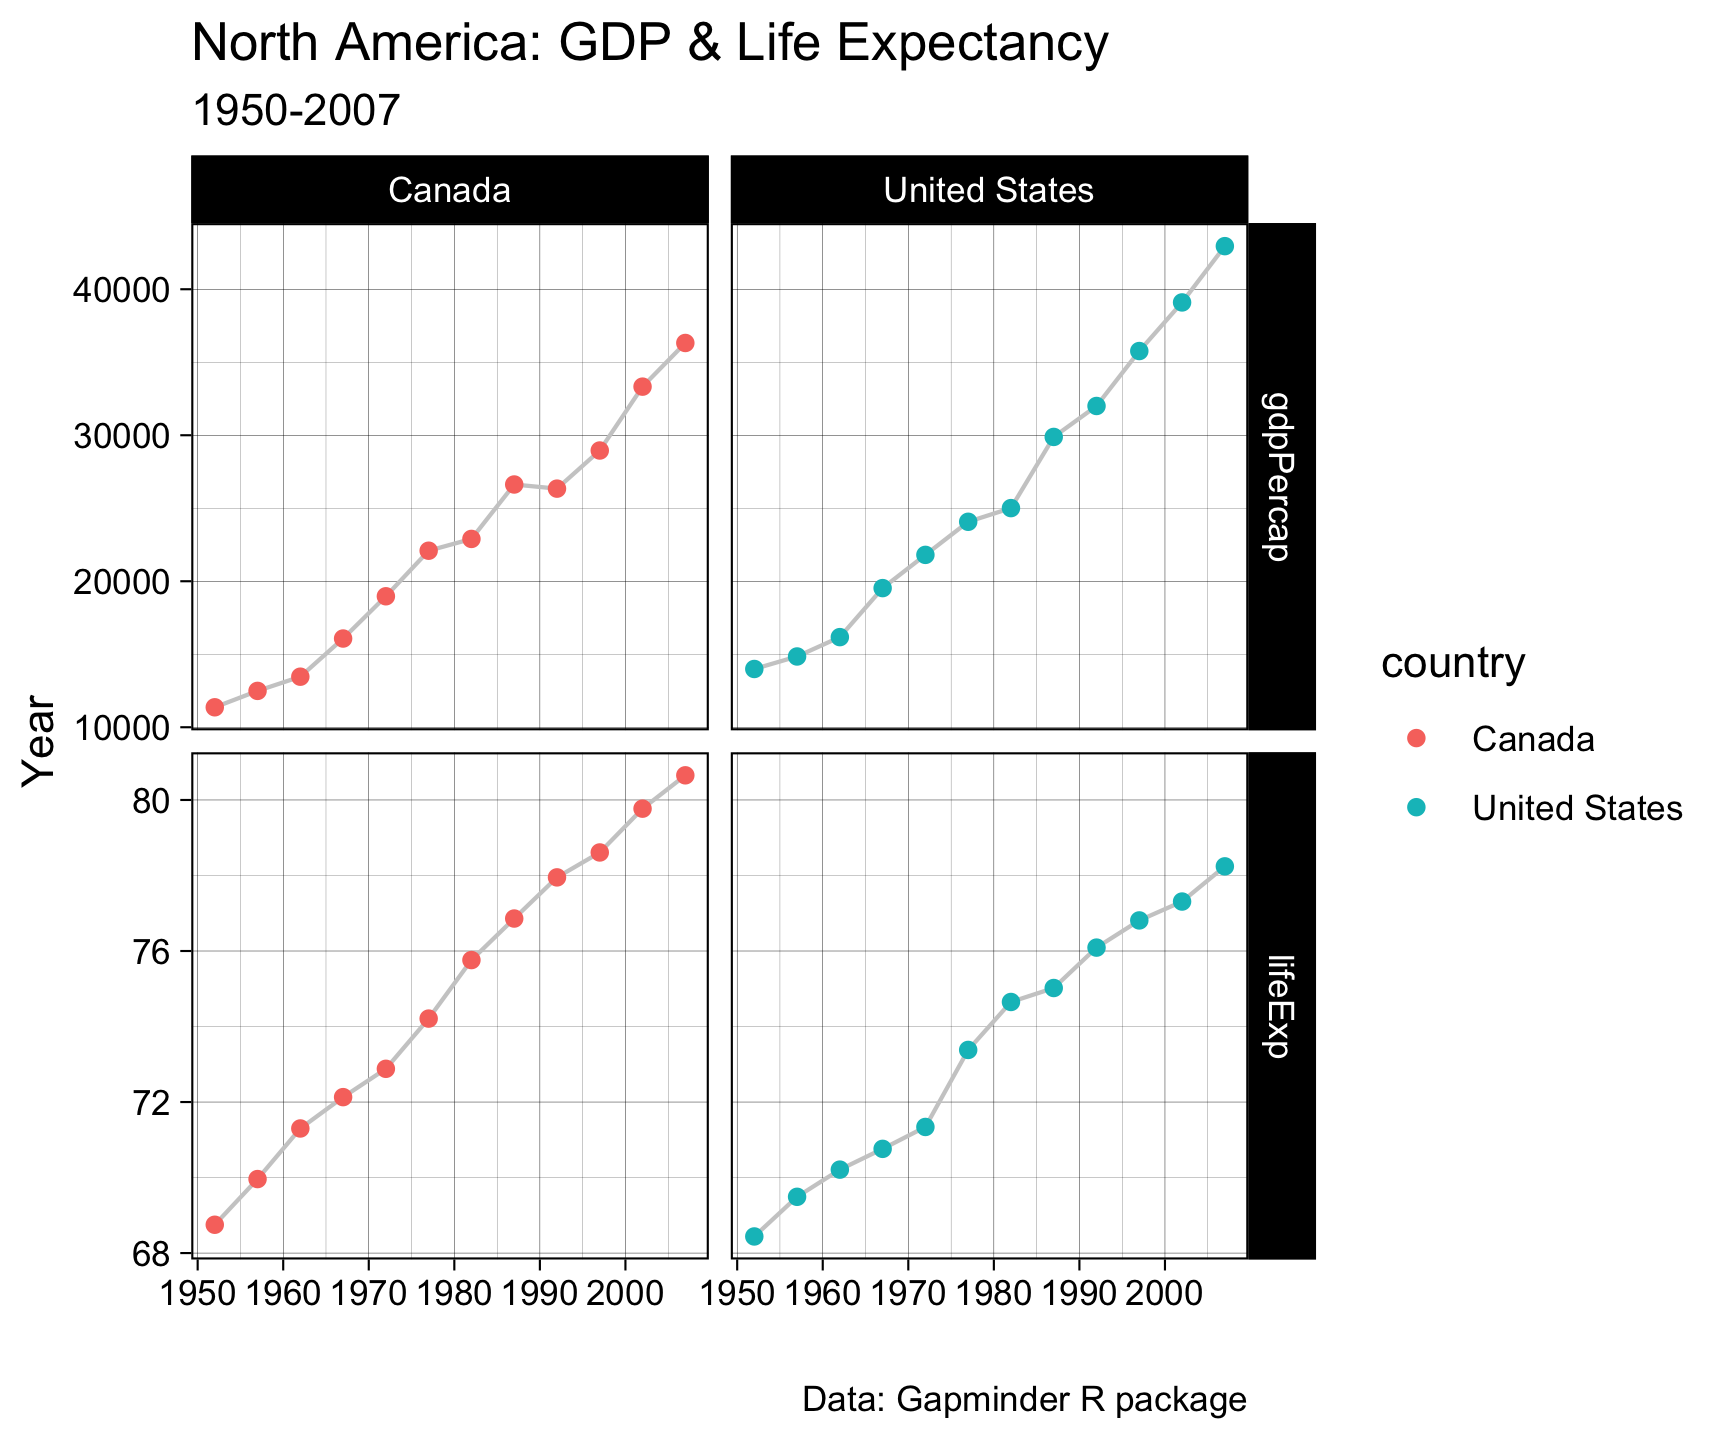 North America: GDP & Life Expectancy
1950-2007
Canada
United States
40000
30000
20000
10000
gdpPercap
Year
80
76
72
68
lifeExp
1950 1960 1970 1980 1990 2000
1950 1960 1970 1980 1990 2000
country
Canada
United States
Data: Gapminder R package